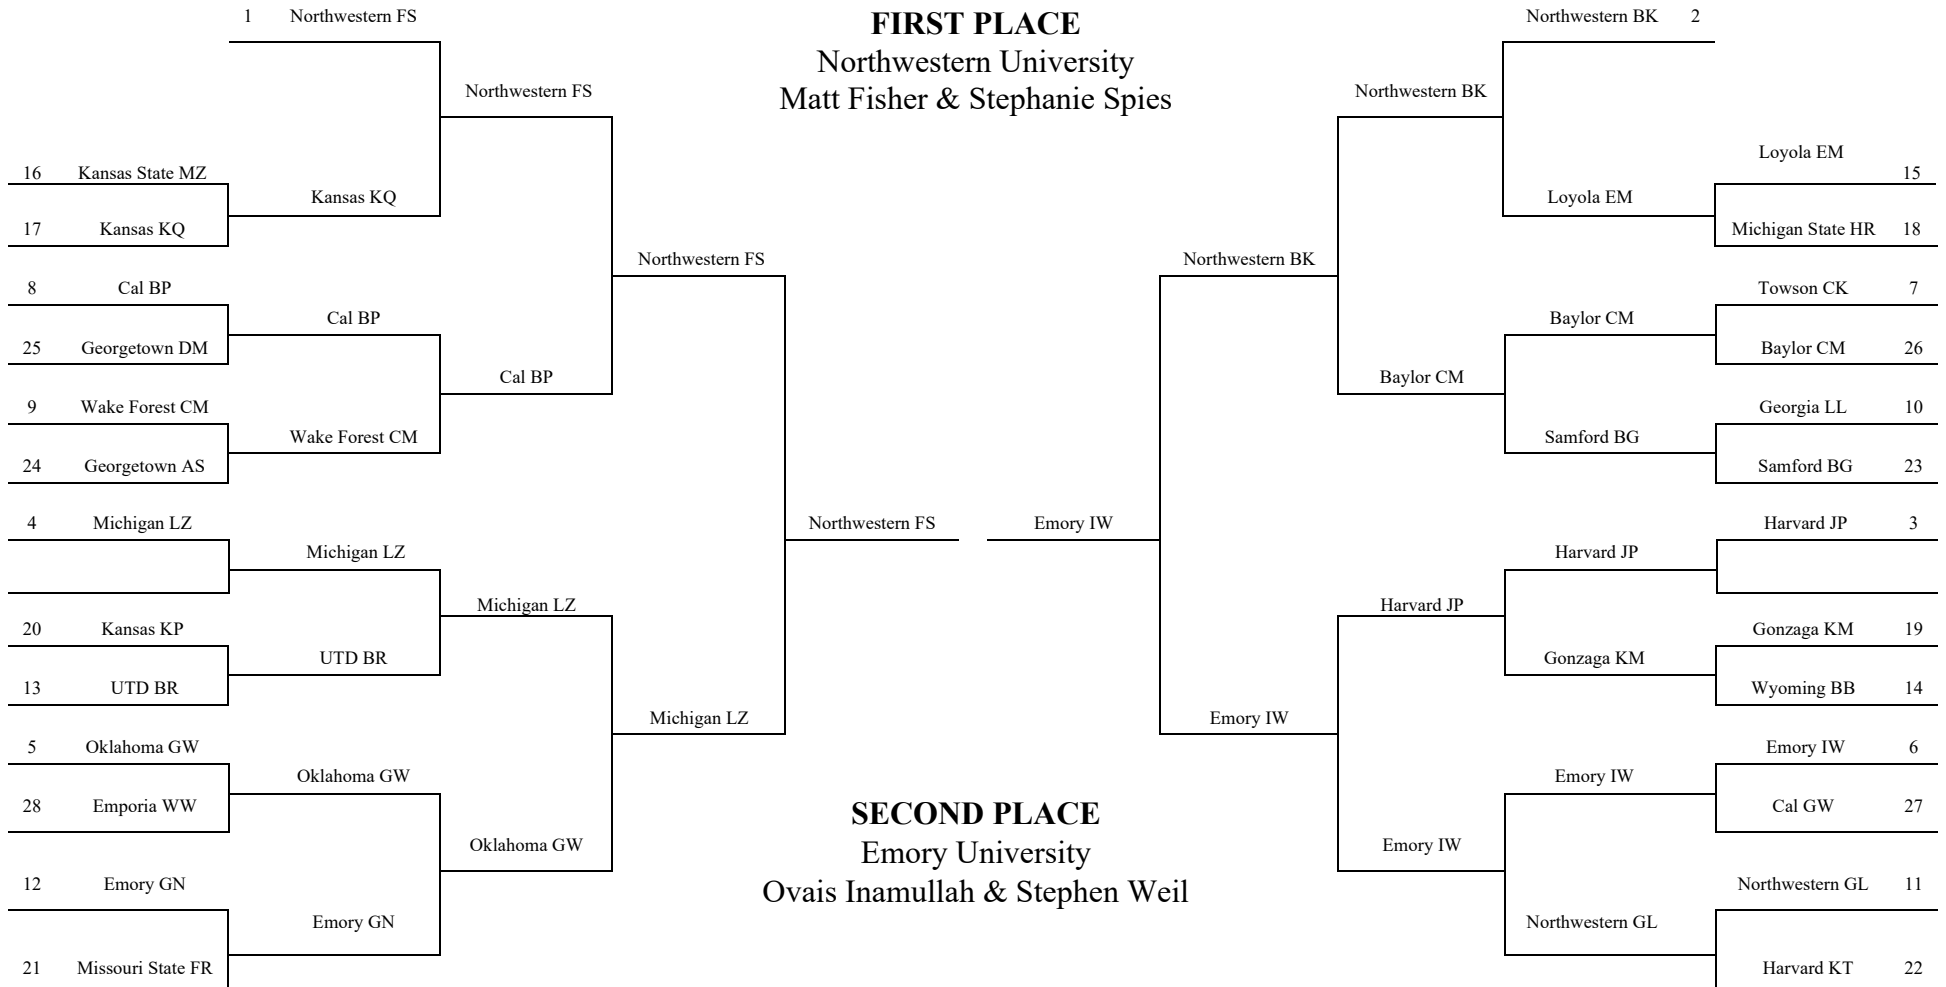 1 Northwestern FS
FIRST PLACE
Northwestern BK 2
Northwestern University
Northwestern FS
Matt Fisher & Stephanie Spies
Northwestern BK
Loyola EM
16 Kansas State MZ
15
Kansas KQ
Loyola EM
17 Kansas KQ
Michigan State HR 18
Northwestern FS
Northwestern BK
8 Cal BP
Towson CK 7
Cal BP
Baylor CM
25 Georgetown DM
Baylor CM 26
Cal BP
Baylor CM
9 Wake Forest CM
Georgia LL 10
Wake Forest CM
Samford BG
24 Georgetown AS
Samford BG 23
4 Michigan LZ
Northwestern FS
Emory IW
Harvard JP 3
Michigan LZ
Harvard JP
Michigan LZ
Harvard JP
20 Kansas KP
Gonzaga KM 19
UTD BR
Gonzaga KM
13 UTD BR
Wyoming BB 14
Michigan LZ
Emory IW
5 Oklahoma GW
Emory IW 6
Oklahoma GW
Emory IW
28 Emporia WW
Cal GW 27
SECOND PLACE
Oklahoma GW
Emory University
Emory IW
12 Emory GN
Ovais Inamullah & Stephen Weil
Northwestern GL 11
Emory GN
Northwestern GL
21 Missouri State FR
Harvard KT 22